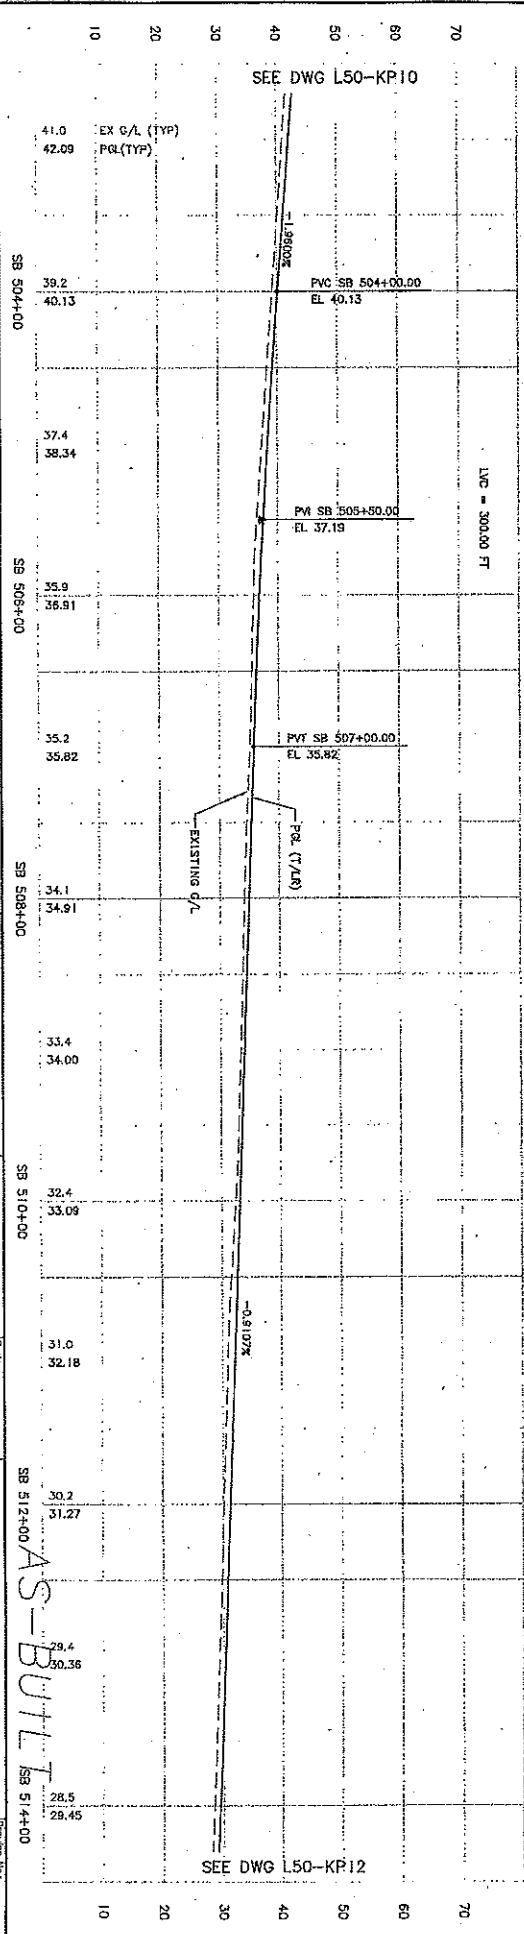 70
60
50
40
30
20
10
0
SEE DWG L50-KP10
41.0 EX G/L (TYP)
42.09 PGL(TYP)
-1.9600%
PVC SB 504+00.00
EL 40.13
39.2
40.13
SB 504+00
LVC = 300.00 FT
37.4
38.34
PVI SB 505+50.00
EL 37.19
35.9
36.91
SB 506+00
35.2
35.82
PVT SB 507+00.00
EL 35.82
PGL (T/LR)
EXISTING G/L
34.1
34.91
SB 508+00
33.4
34.00
32.4
33.09
SB 510+00
-0.9107%
31.0
32.18
30.2
31.27
SB 512+00
AS-BUILT
29.4
30.36
28.5
29.45
SB 514+00
SEE DWG L50-KP12
70
60
50
40
30
20
10
0